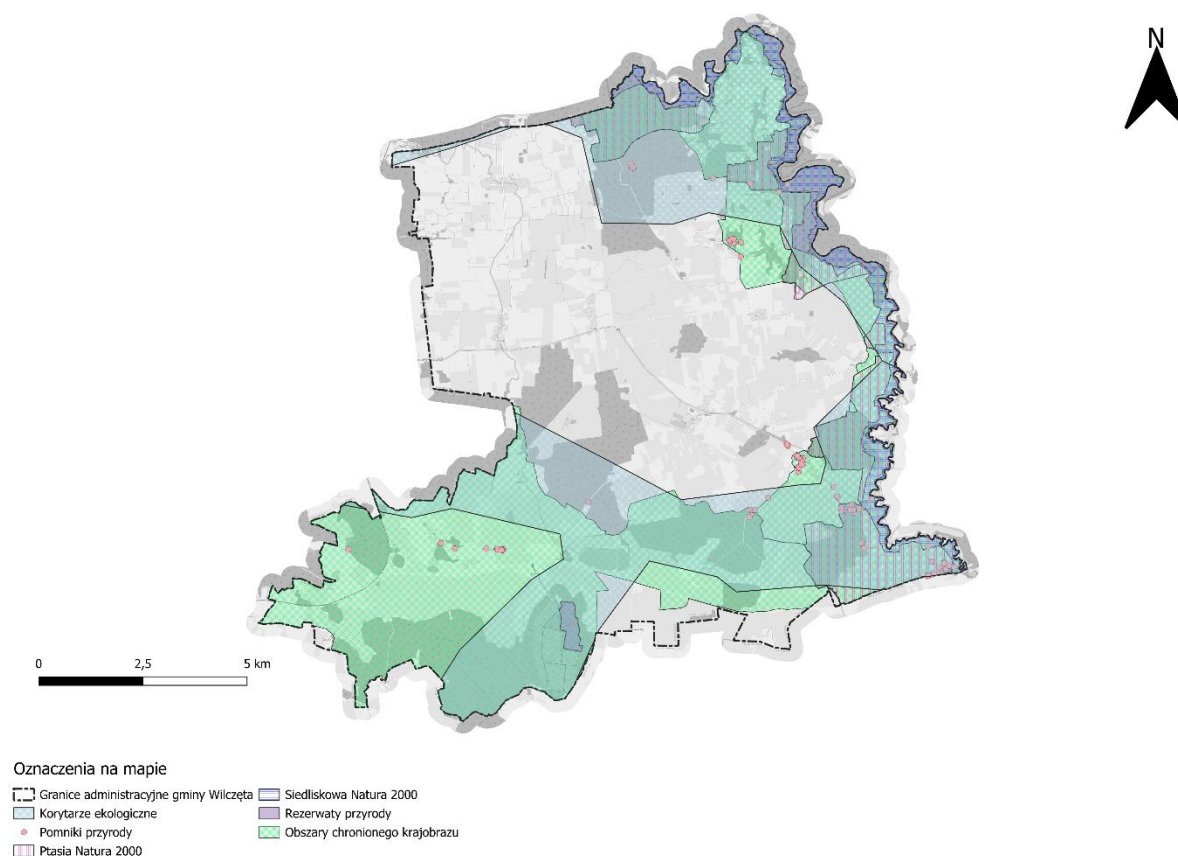 N
0 2,5 5 km
Oznaczenia na mapie
Granice administracyjne gminy Wilczęta
Korytarze ekologiczne
Pomniki przyrody
Ptasia Natura 2000
Siedliskowa Natura 2000
Rezerwaty przyrody
Obszary chronionego krajobrazu